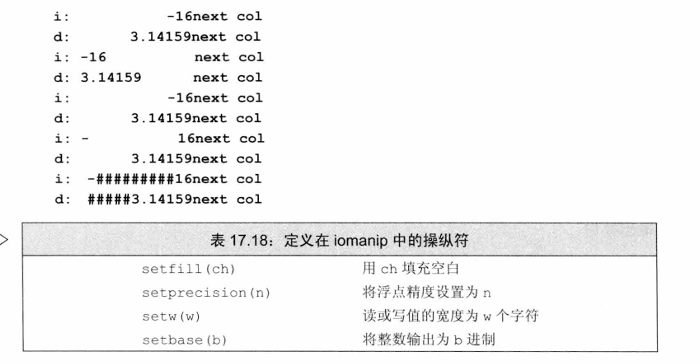 i:           -16next col
d:       3.14159next col
i: -16          next col
d: 3.14159      next col
i:           -16next col
d:       3.14159next col
i: -          16next col
d:       3.14159next col
i:  -#########16next col
d:  #####3.14159next col
表 17.18：定义在 iomanip 中的操纵符
setfill(ch) 用 ch 填充空白
setprecision(n) 将浮点精度设置为 n
setw(w) 读或写值的宽度为 w 个字符
setbase(b) 将整数输出为 b 进制